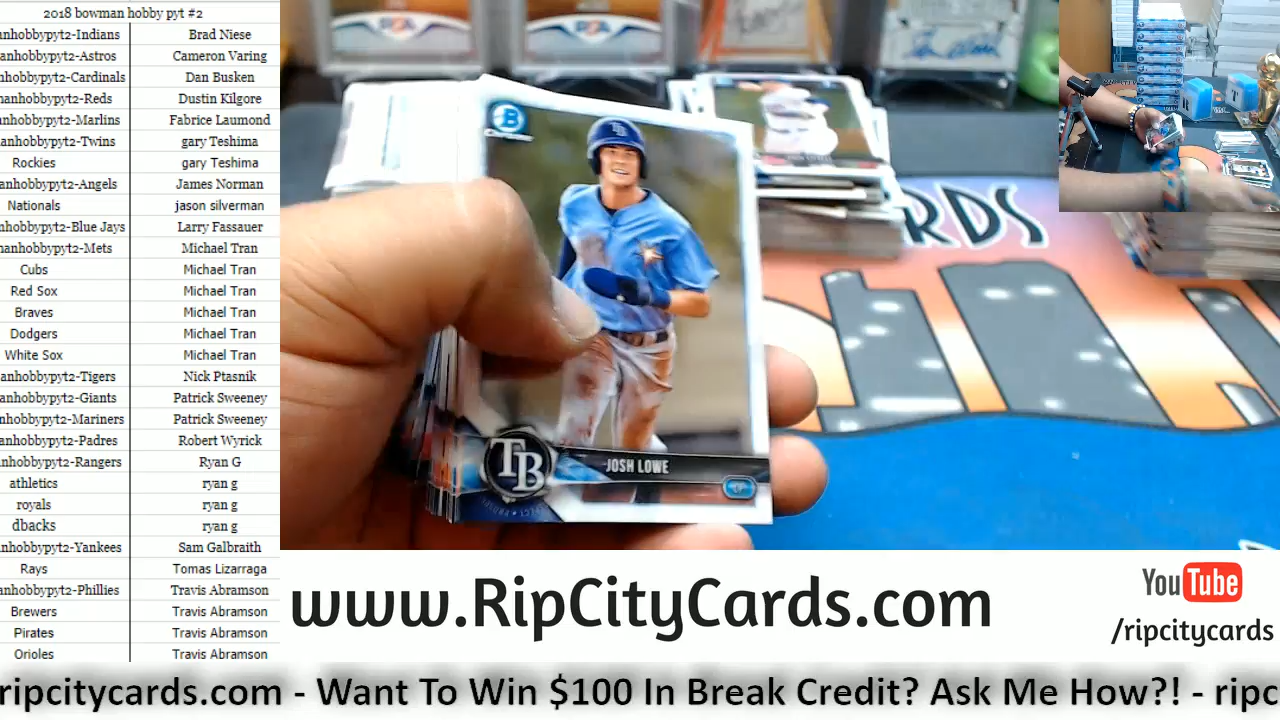 2018 bowman hobby pyt #2
nhobbypyt2-Indians Brad Niese
anhobbypyt2-Astros Cameron Varing
hobbypyt2-Cardinals Dan Busken
manhobbypyt2-Reds Dustin Kilgore
anhobbypyt2-Marlins Fabrice Laumond
anhobbypyt2-Twins gary Teshima
Rockies gary Teshima
anhobbypyt2-Angels James Norman
Nationals jason silverman
nhobbypyt2-Blue Jays Larry Fassauer
manhobbypyt2-Mets Michael Tran
Cubs Michael Tran
Red Sox Michael Tran
Braves Michael Tran
Dodgers Michael Tran
White Sox Michael Tran
anhobbypyt2-Tigers Nick Ptasnik
anhobbypyt2-Giants Patrick Sweeney
nhobbypyt2-Mariners Patrick Sweeney
anhobbypyt2-Padres Robert Wyrick
nhobbypyt2-Rangers Ryan G
athletics ryan g
royals ryan g
dbacks ryan g
nhobbypyt2-Yankees Sam Galbraith
Rays Tomas Lizarraga
nhobbypyt2-Phillies Travis Abramson
Brewers Travis Abramson
Pirates Travis Abramson
Orioles Travis Abramson
B
TB
JOSH LOWE
CF
TB
RDS
www.RipCityCards.com
YouTube
/ripcitycards
ripcitycards.com - Want To Win $100 In Break Credit? Ask Me How?! - ripc